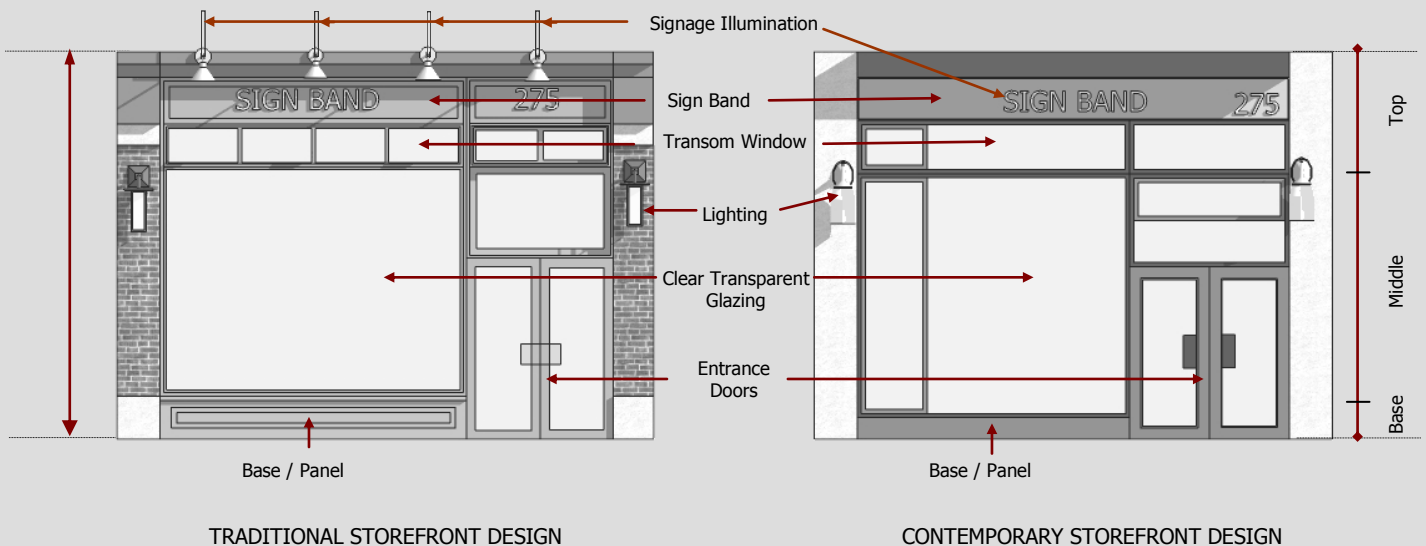 Signage Illumination
SIGN BAND
275
Sign Band
SIGN BAND
275
Top
Transom Window
Lighting
Clear Transparent
Glazing
Middle
Entrance
Doors
Base
Base / Panel
Base / Panel
TRADITIONAL STOREFRONT DESIGN
CONTEMPORARY STOREFRONT DESIGN